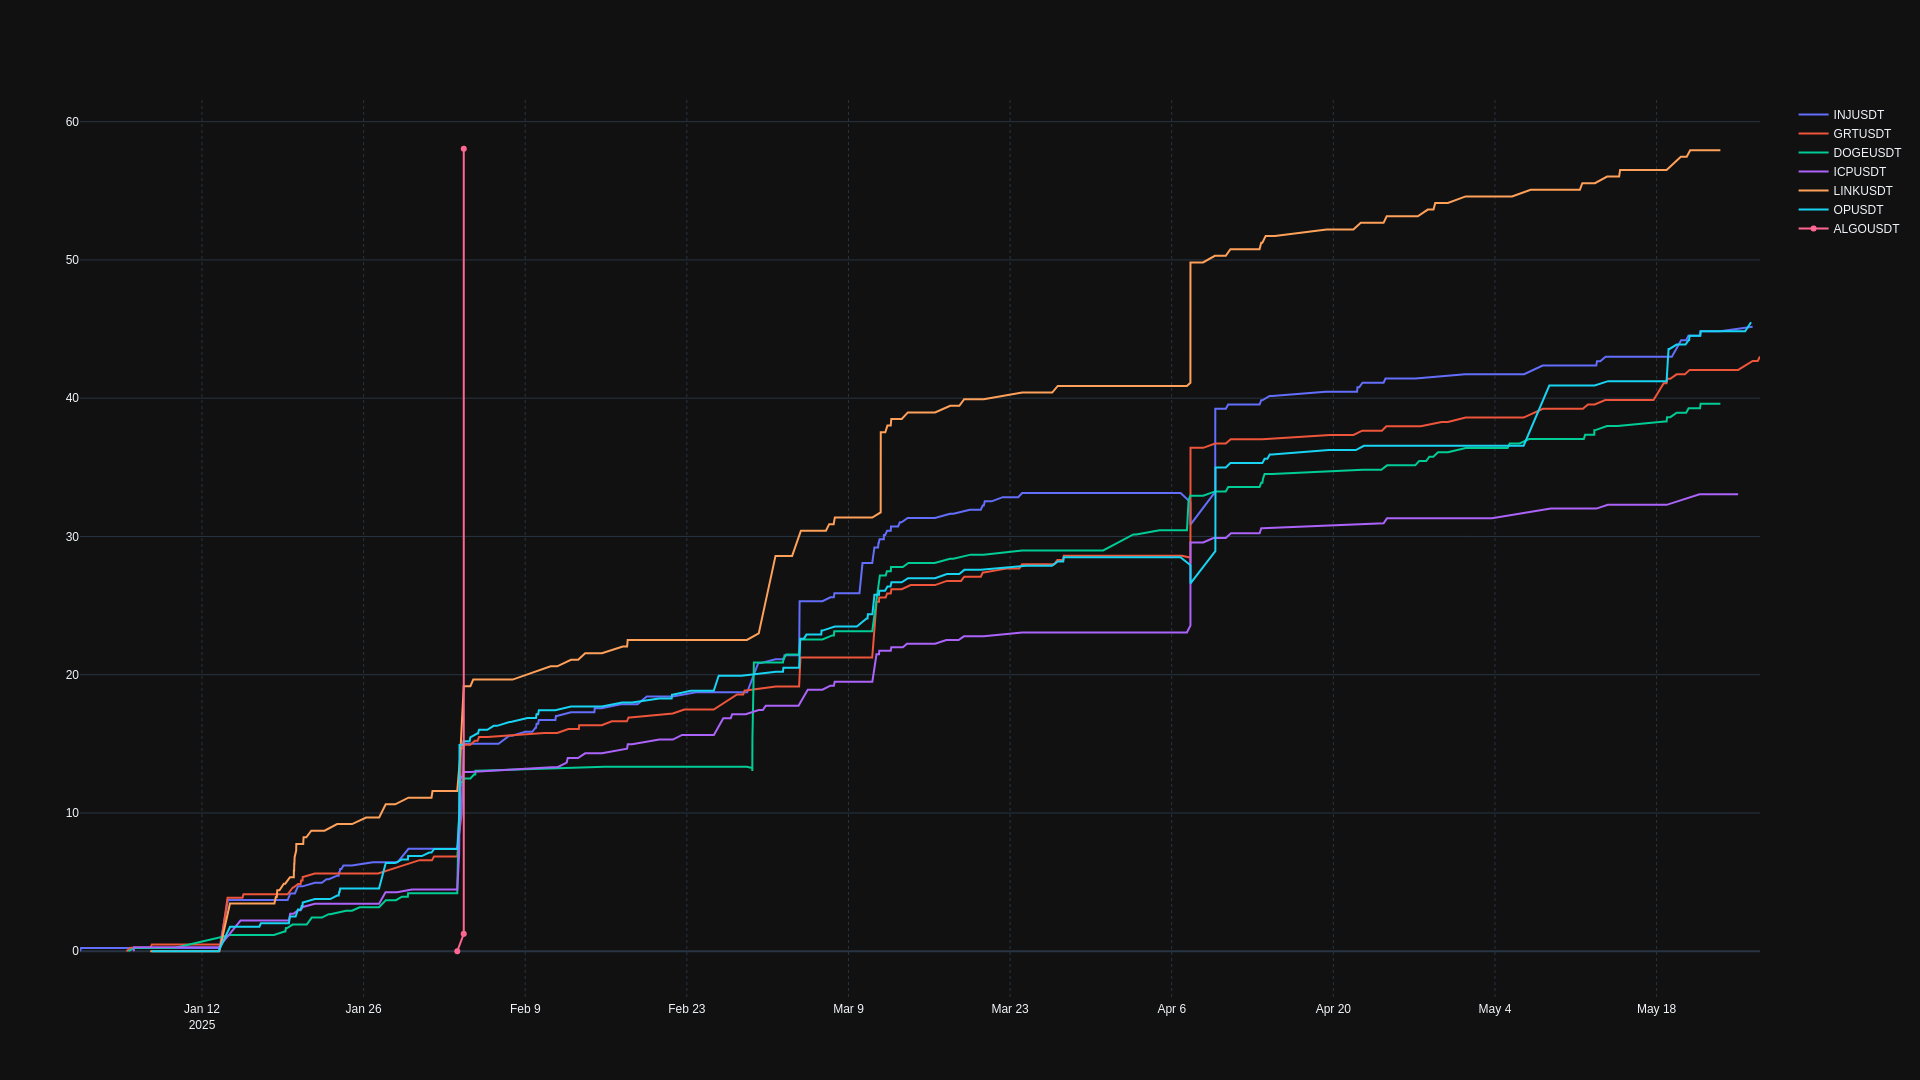 60
50
40
30
20
10
0
Jan 12
2025
Jan 26
Feb 9
Feb 23
Mar 9
Mar 23
Apr 6
Apr 20
May 4
May 18
INJUSDT
GRTUSDT
DOGEUSDT
ICPUSDT
LINKUSDT
OPUSDT
ALGOUSDT